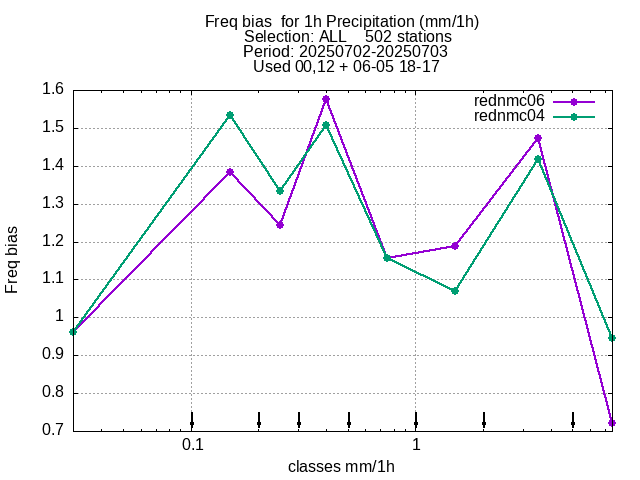 Freq bias  for 1h Precipitation (mm/1h)
Selection: ALL    502 stations
Period: 20250702-20250703
Used 00,12 + 06-05 18-17
rednmc06
rednmc04
1.6
1.5
1.4
1.3
1.2
1.1
1
0.9
0.8
0.7
Freq bias
0.1
1
classes mm/1h